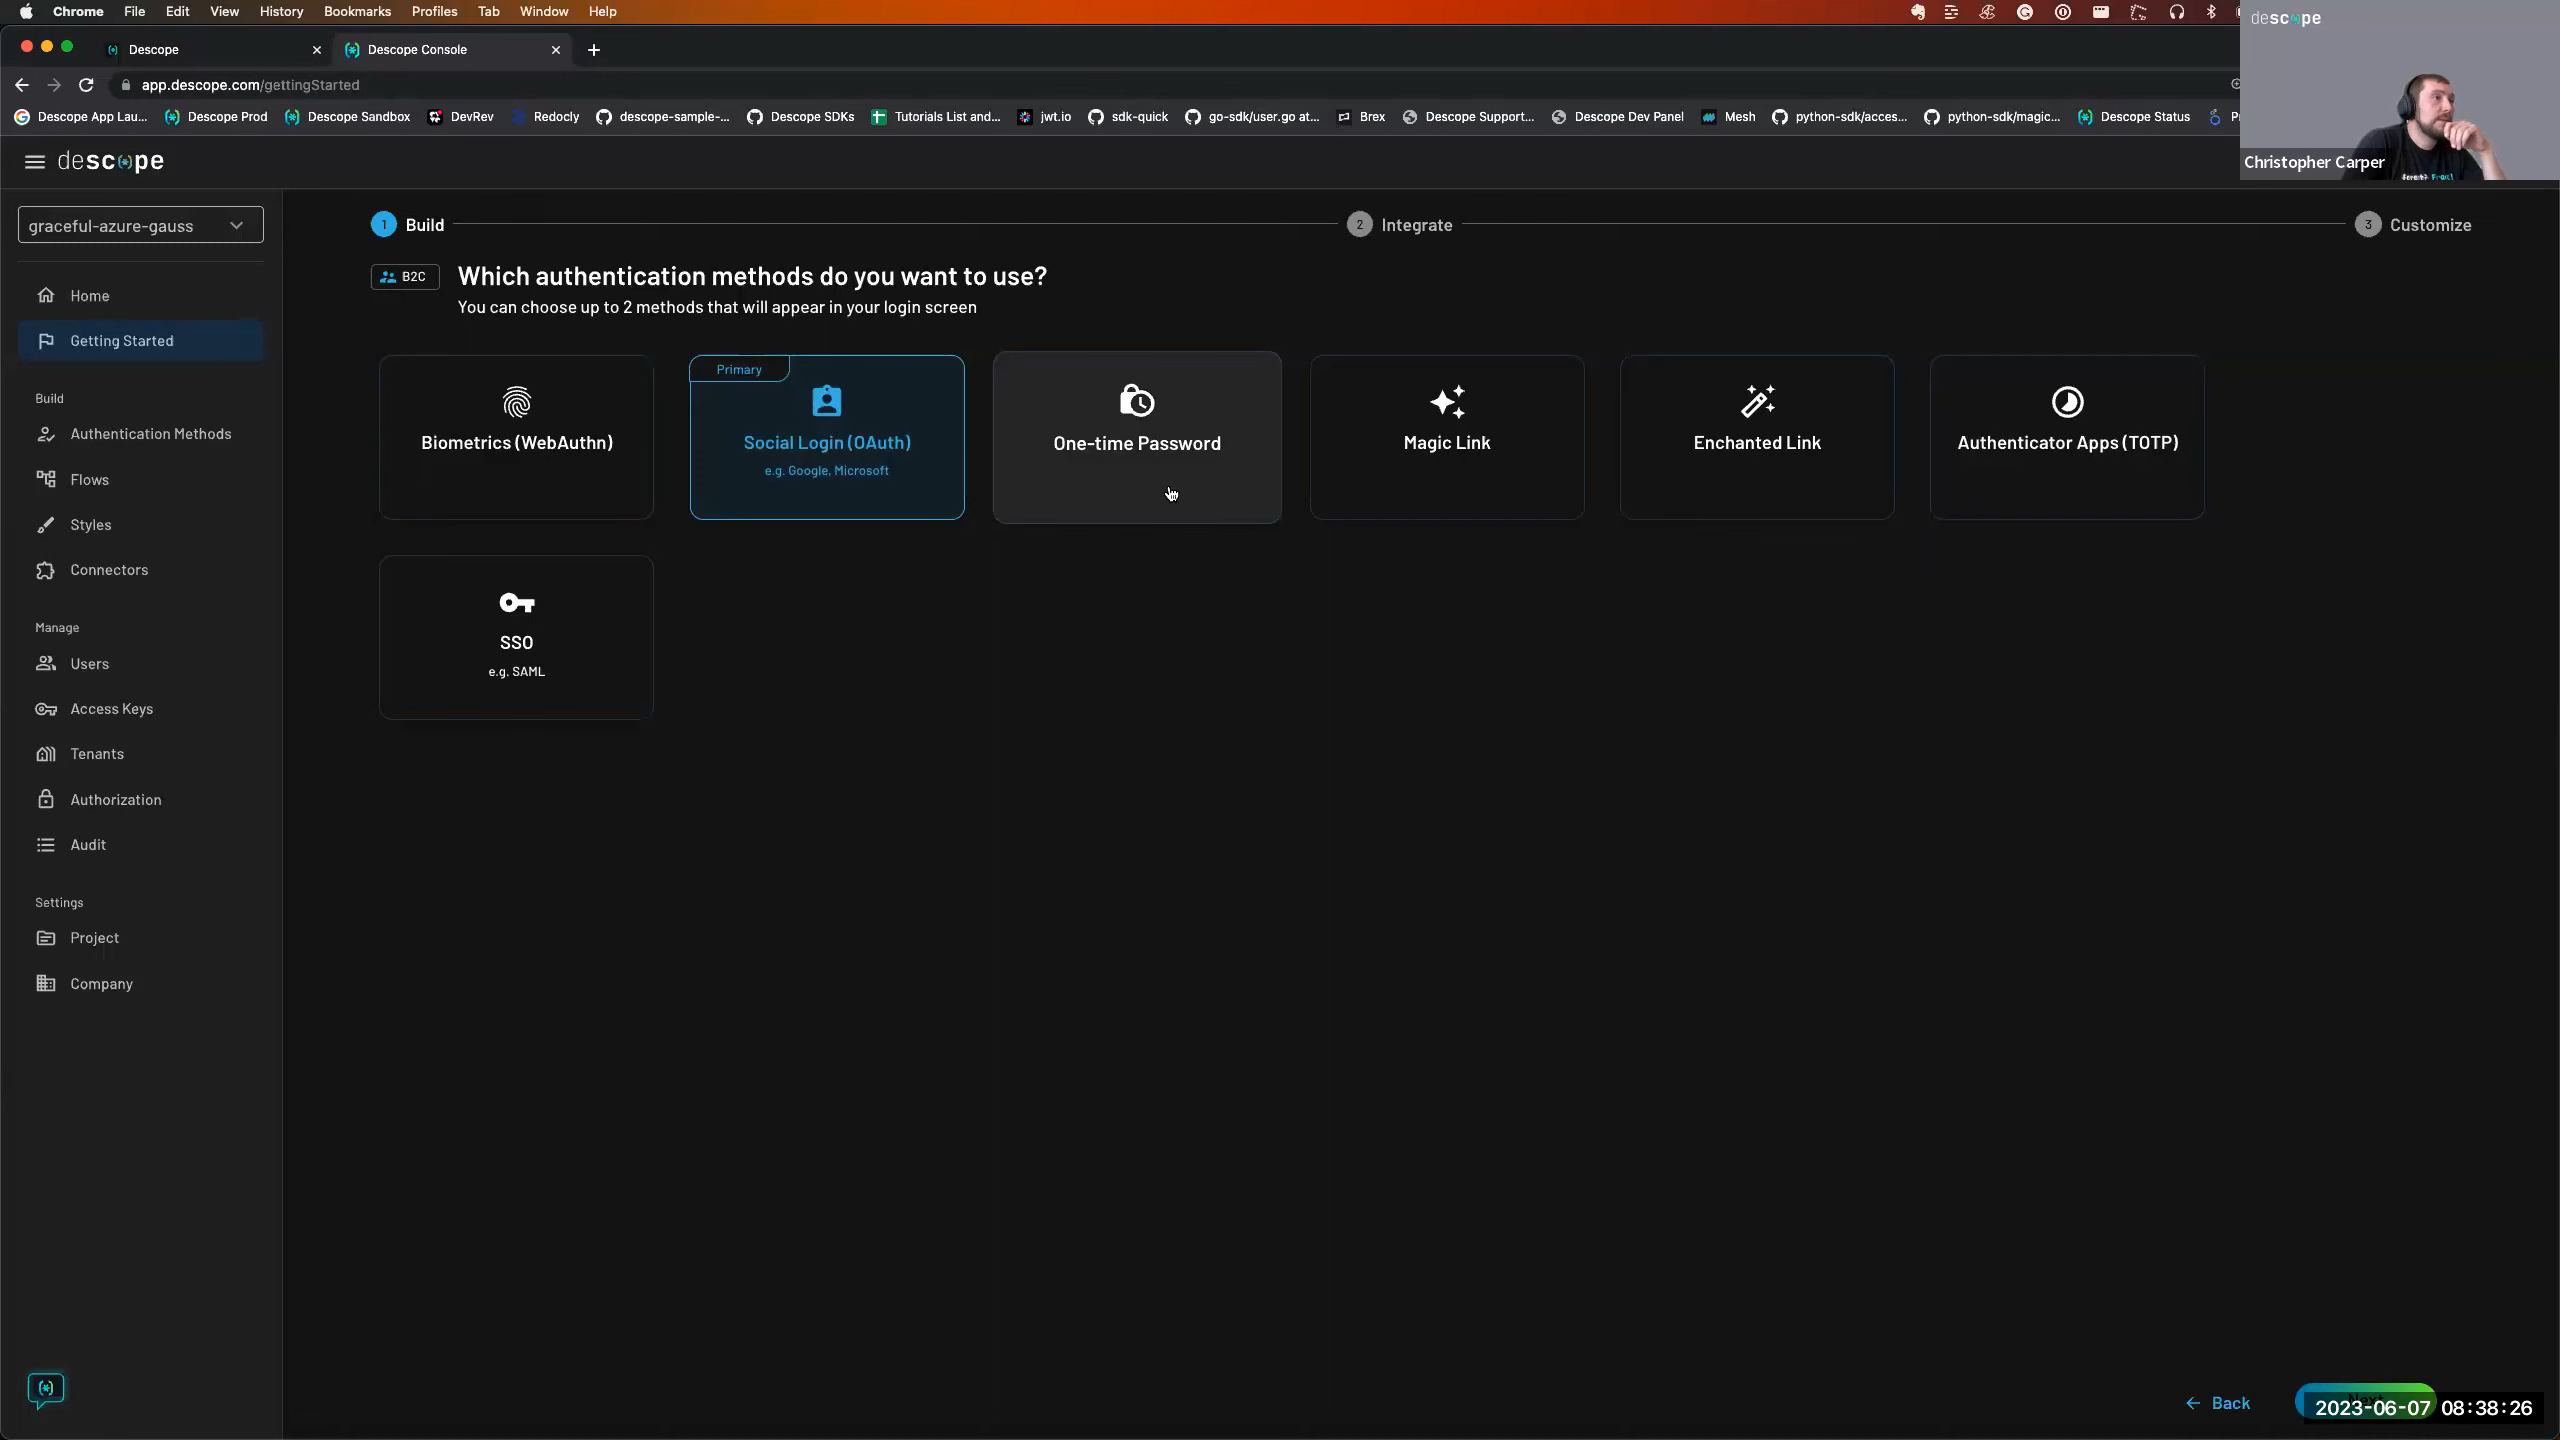 Chrome File Edit View History Bookmarks Profiles Tab Window Help
descope
Descope
Descope Console
app.descope.com/gettingStarted
Descope App Lau... Descope Prod Descope Sandbox DevRev Redocly descope-sample-... Descope SDKs Tutorials List and... jwt.io sdk-quick go-sdk/user.go at... Brex Descope Support... Descope Dev Panel Mesh python-sdk/acces... python-sdk/magic... Descope Status
Christopher Carper
descope
graceful-azure-gauss
Home
Getting Started
Build
Authentication Methods
Flows
Styles
Connectors
Manage
Users
Access Keys
Tenants
Authorization
Audit
Settings
Project
Company
1 Build
2 Integrate
3 Customize
B2C
Which authentication methods do you want to use?
You can choose up to 2 methods that will appear in your login screen
Biometrics (WebAuthn)
Primary
Social Login (OAuth)
e.g. Google, Microsoft
One-time Password
Magic Link
Enchanted Link
Authenticator Apps (TOTP)
SSO
e.g. SAML
Back
2023-06-07 08:38:26